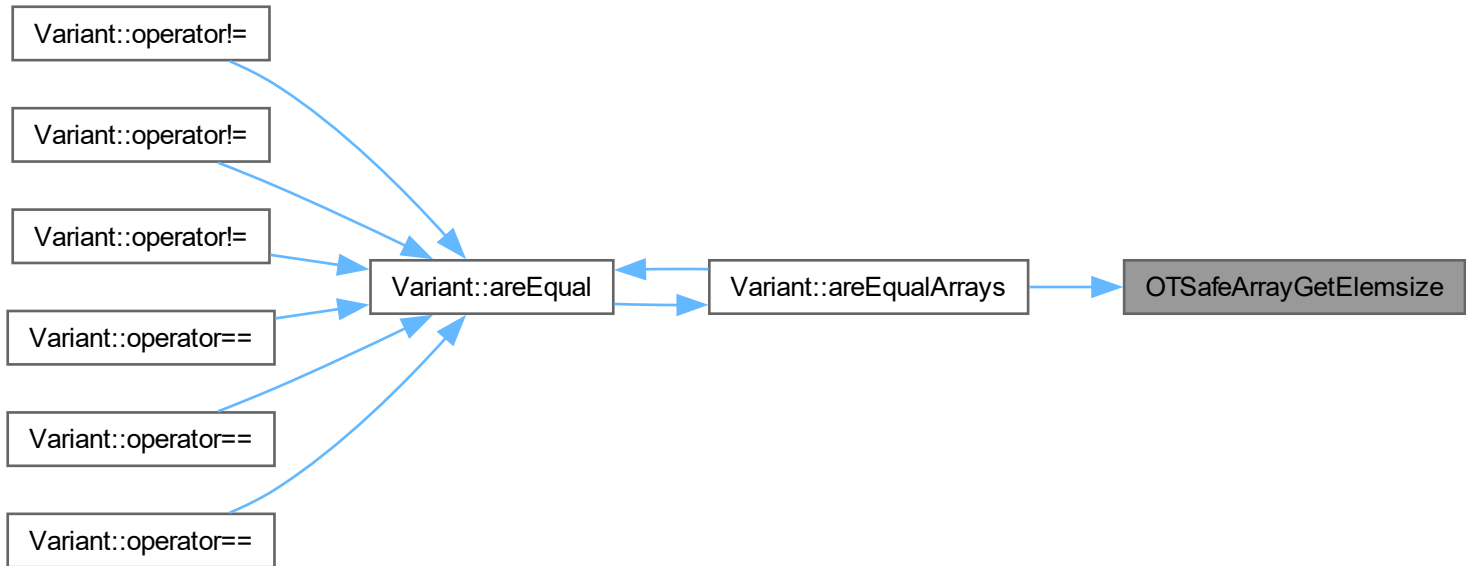 Variant::operator!=
Variant::operator!=
Variant::operator!=
Variant::operator==
Variant::operator==
Variant::operator==
Variant::areEqual
Variant::areEqualArrays
OTSafeArrayGetElemsize